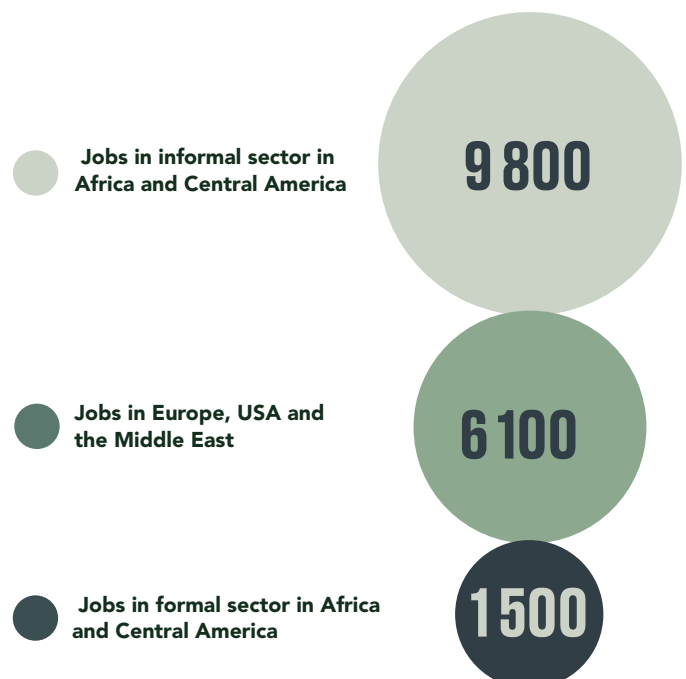 Jobs in informal sector in
Africa and Central America
9 800
Jobs in Europe, USA and
the Middle East
6 100
Jobs in formal sector in Africa
and Central America
1 500